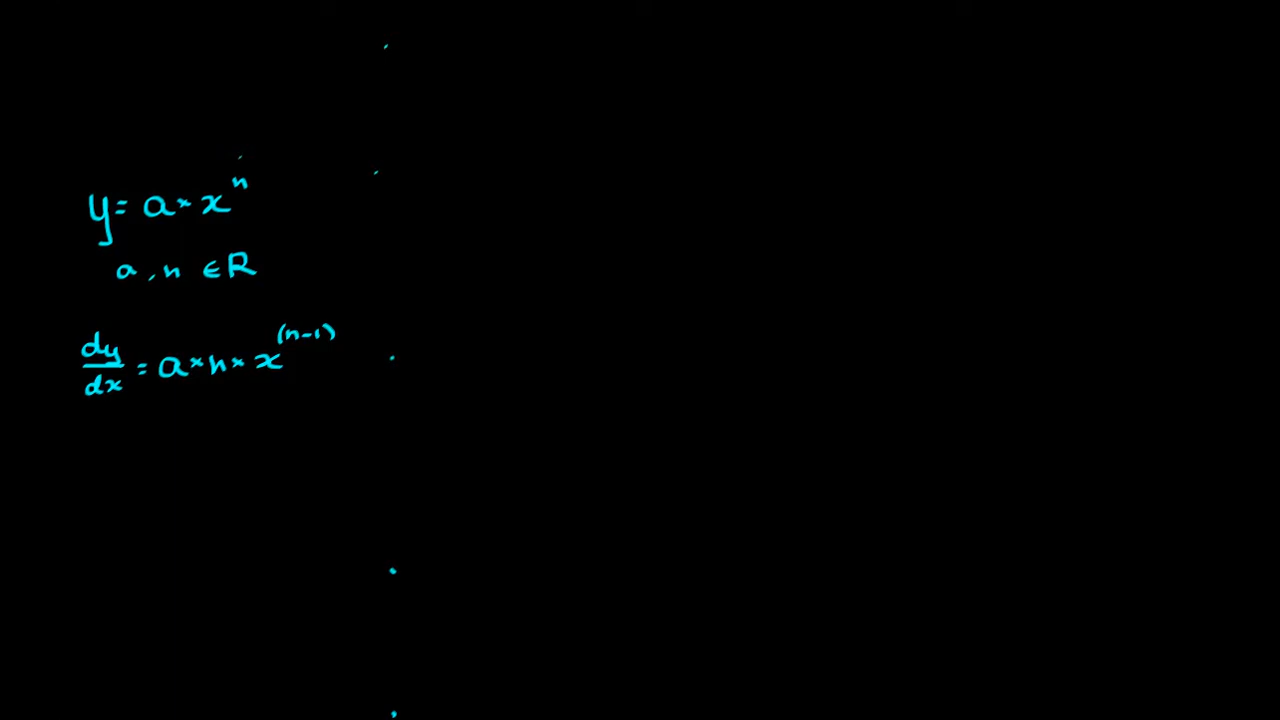 y = a * x^n
a, n ∈ R
dy/dx = a * n * x^(n-1)